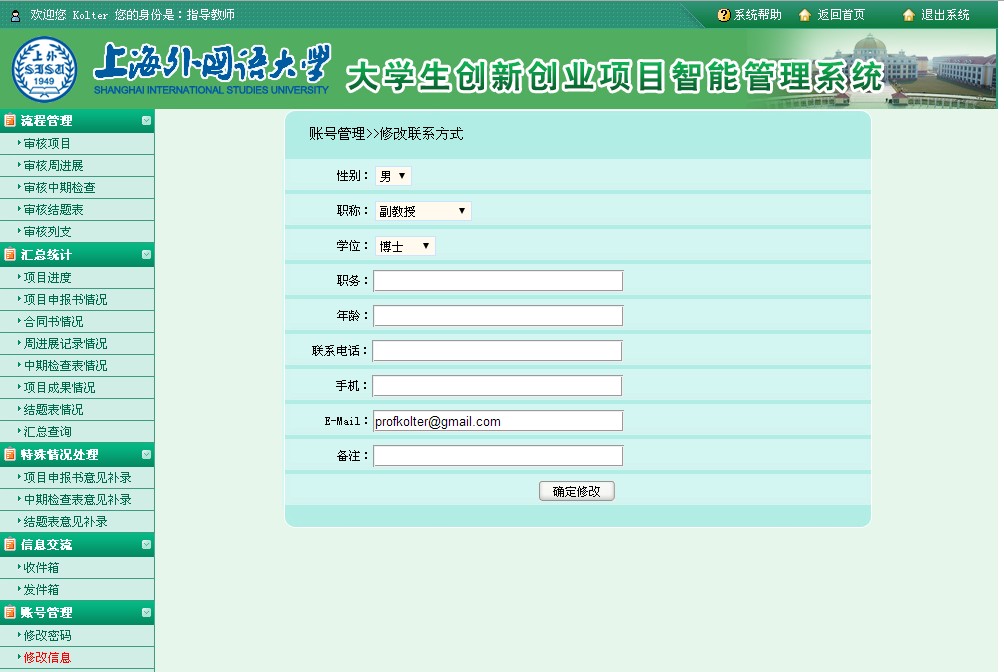 欢迎您 Kolter 您的身份是：指导教师
系统帮助 返回首页 退出系统
上外
SISU
1949
上海外国语大学
SHANGHAI INTERNATIONAL STUDIES UNIVERSITY
大学生创新创业项目智能管理系统
流程管理
审核项目
审核周进展
审核中期检查
审核结题表
审核列支
汇总统计
项目进度
项目申报书情况
合同书情况
周进展记录情况
中期检查表情况
项目成果情况
结题表情况
汇总查询
特殊情况处理
项目申报书意见补录
中期检查表意见补录
结题表意见补录
信息交流
收件箱
发件箱
账号管理
修改密码
修改信息
账号管理>>修改联系方式
性别： 男
职称： 副教授
学位： 博士
职务：
年龄：
联系电话：
手机：
E-Mail： profkolter@gmail.com
备注：
确定修改